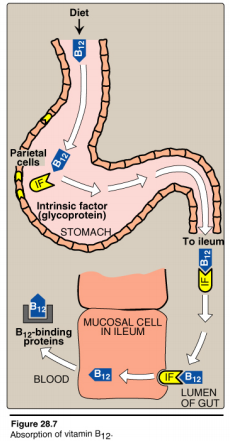 Diet
B12
Parietal
cells
B12
IF
Intrinsic factor
(glycoprotein)
STOMACH
To ileum
B12
IF
B12
B12-binding
proteins
MUCOSAL CELL
IN ILEUM
B12
IF B12
BLOOD
LUMEN
OF GUT
Figure 28.7
Absorption of vitamin B12.